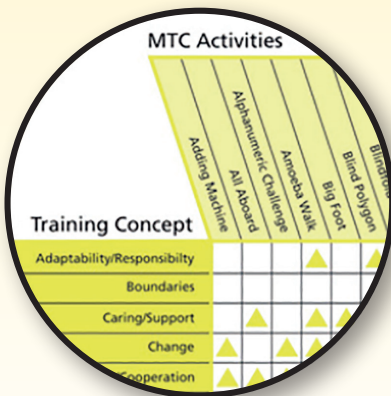 MTC Activities
Adding Machine
All Aboard
Alphanumeric Challenge
Amoeba Walk
Big Foot
Blind Polygon
Training Concept
Adaptability/Responsibilty
Boundaries
Caring/Support
Change
/Cooperation